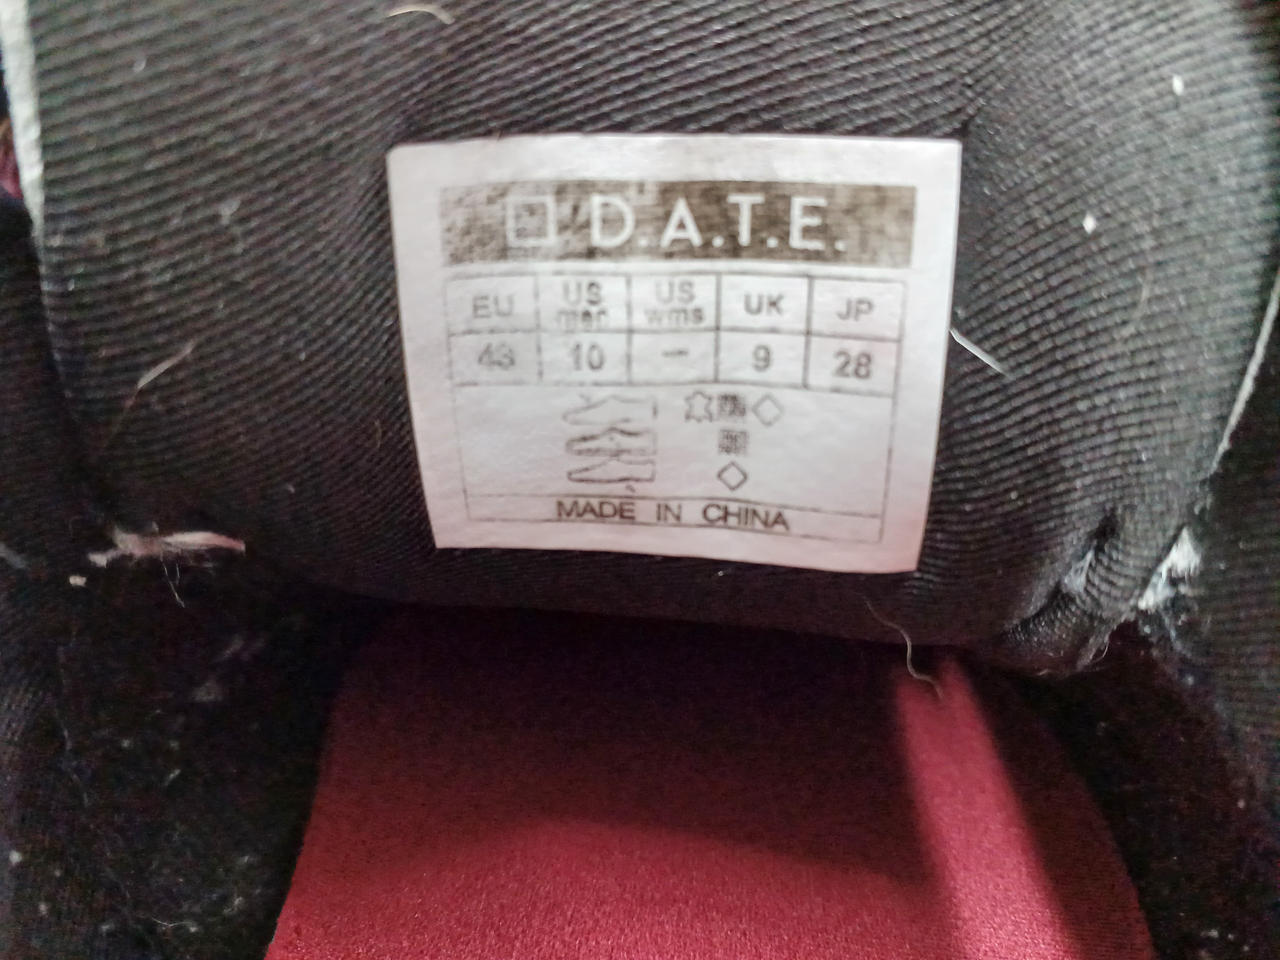 D.A.T.E.
EU US men US wms UK JP
43 10 — 9 28
MADE IN CHINA